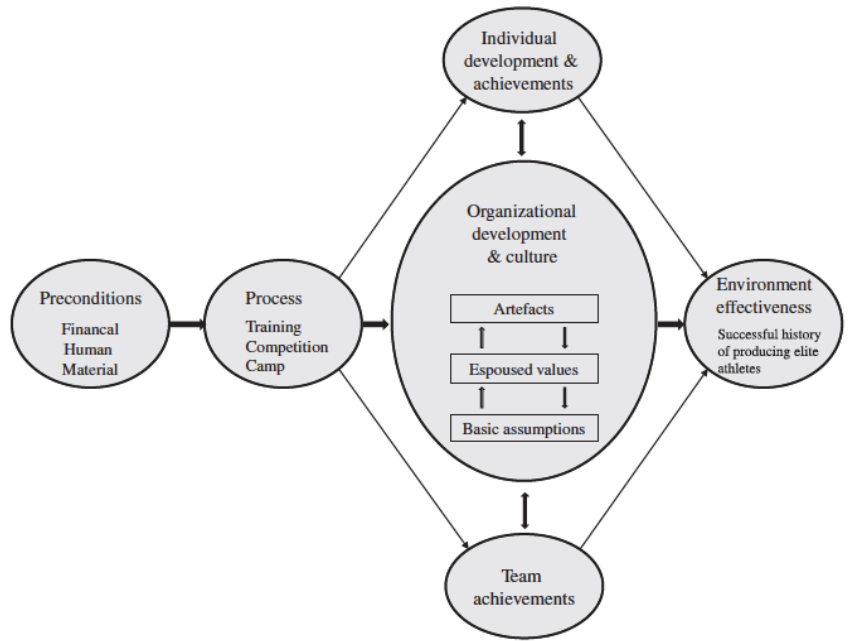 Individual
development &
achievements
Organizational
development
& culture
Artefacts
Espoused values
Basic assumptions
Preconditions
Financal
Human
Material
Process
Training
Competition
Camp
Environment
effectiveness
Successful history
of producing elite
athletes
Team
achievements